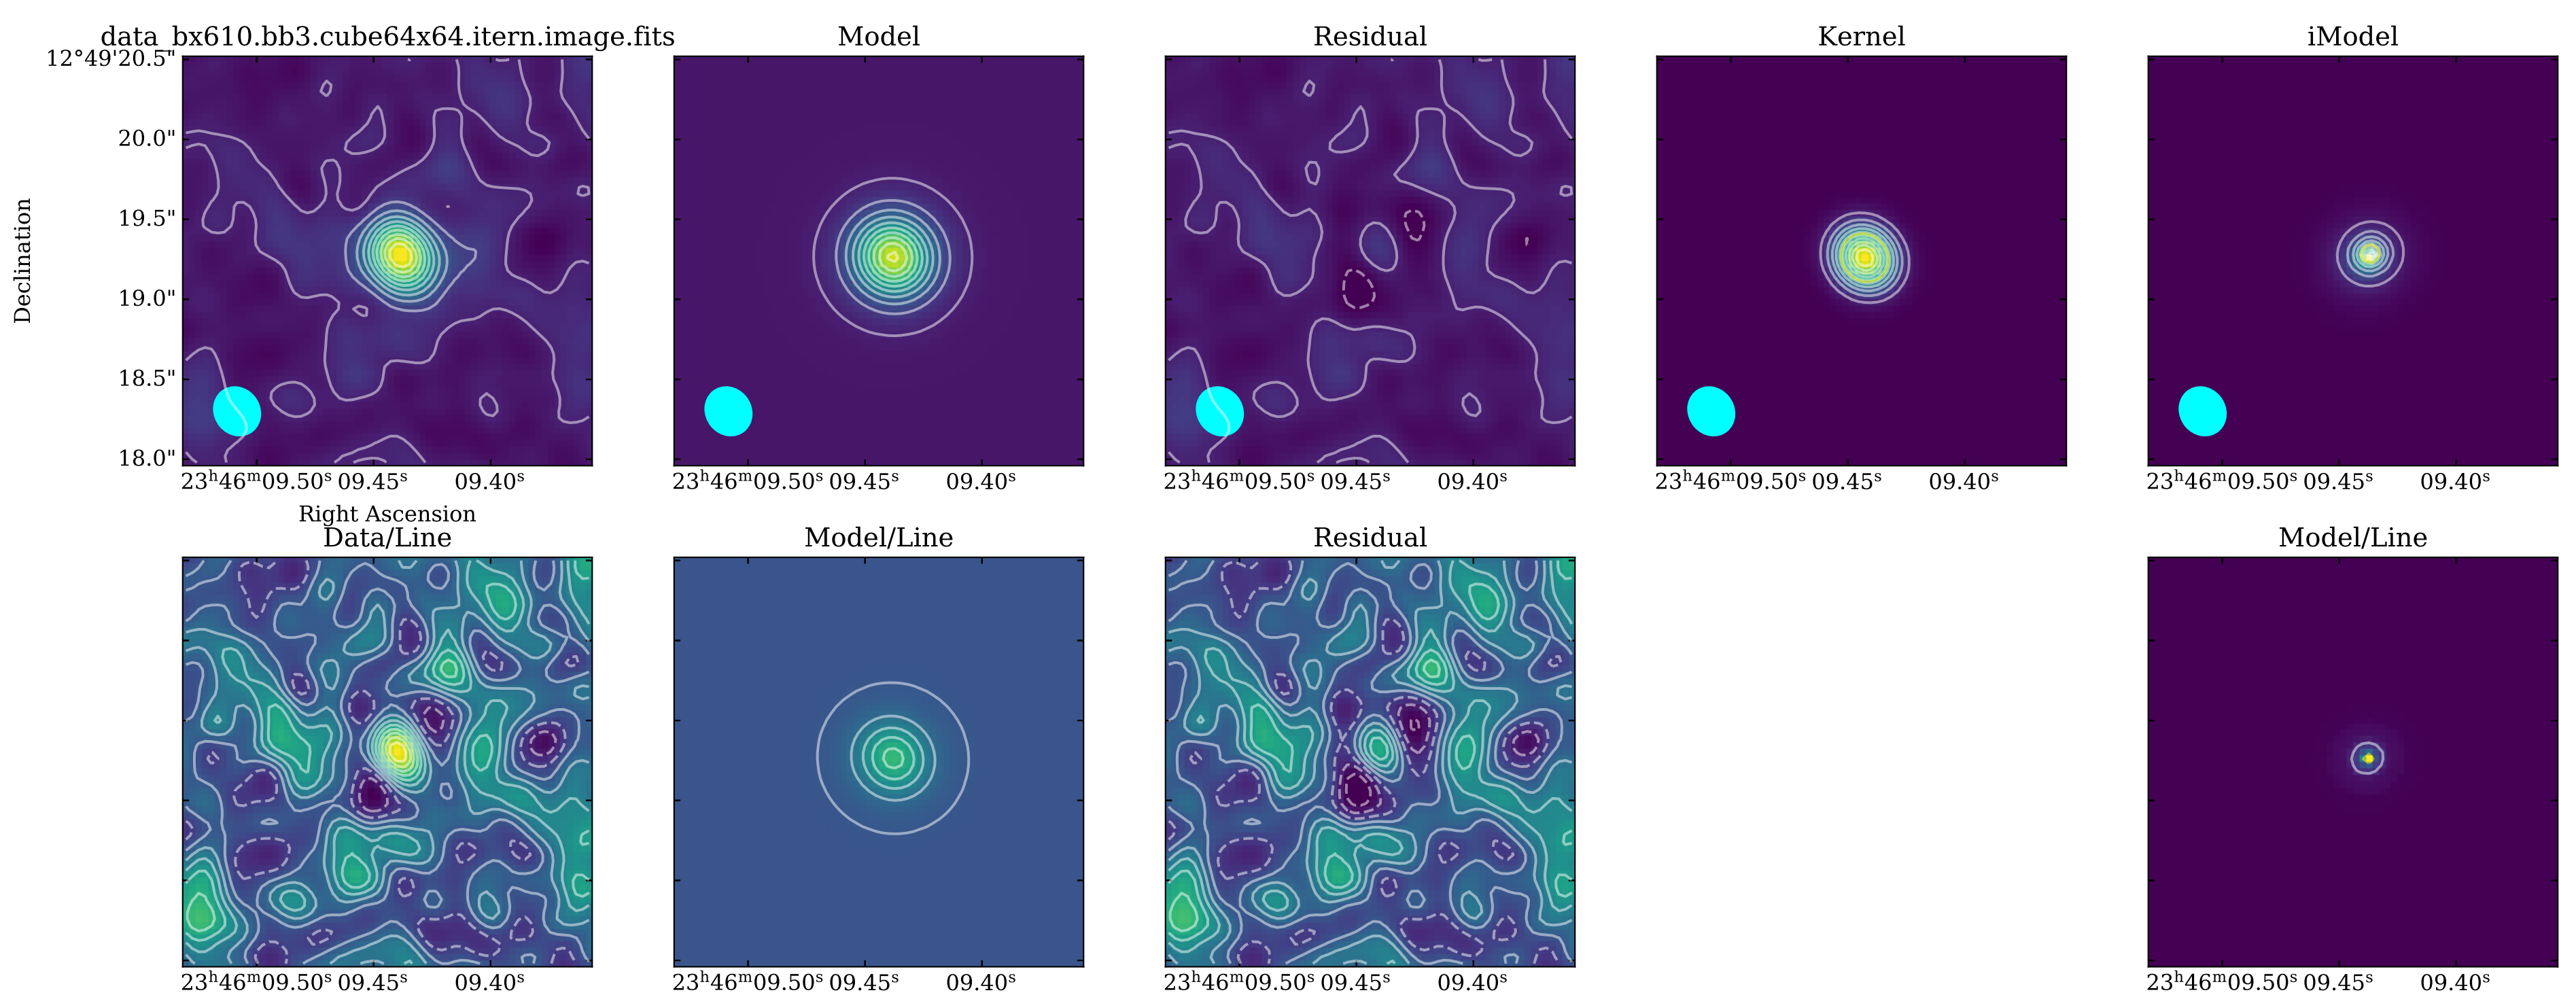 data_bx610.bb3.cube64x64.itern.image.fits
Model
Residual
Kernel
iModel
12°49'20.5"
20.0"
19.5"
19.0"
18.5"
18.0"
Declination
23ʰ46ᵐ09.50ˢ 09.45ˢ 09.40ˢ
23ʰ46ᵐ09.50ˢ 09.45ˢ 09.40ˢ
23ʰ46ᵐ09.50ˢ 09.45ˢ 09.40ˢ
23ʰ46ᵐ09.50ˢ 09.45ˢ 09.40ˢ
23ʰ46ᵐ09.50ˢ 09.45ˢ 09.40ˢ
Right Ascension
Data/Line
Model/Line
Residual
Model/Line
23ʰ46ᵐ09.50ˢ 09.45ˢ 09.40ˢ
23ʰ46ᵐ09.50ˢ 09.45ˢ 09.40ˢ
23ʰ46ᵐ09.50ˢ 09.45ˢ 09.40ˢ
23ʰ46ᵐ09.50ˢ 09.45ˢ 09.40ˢ